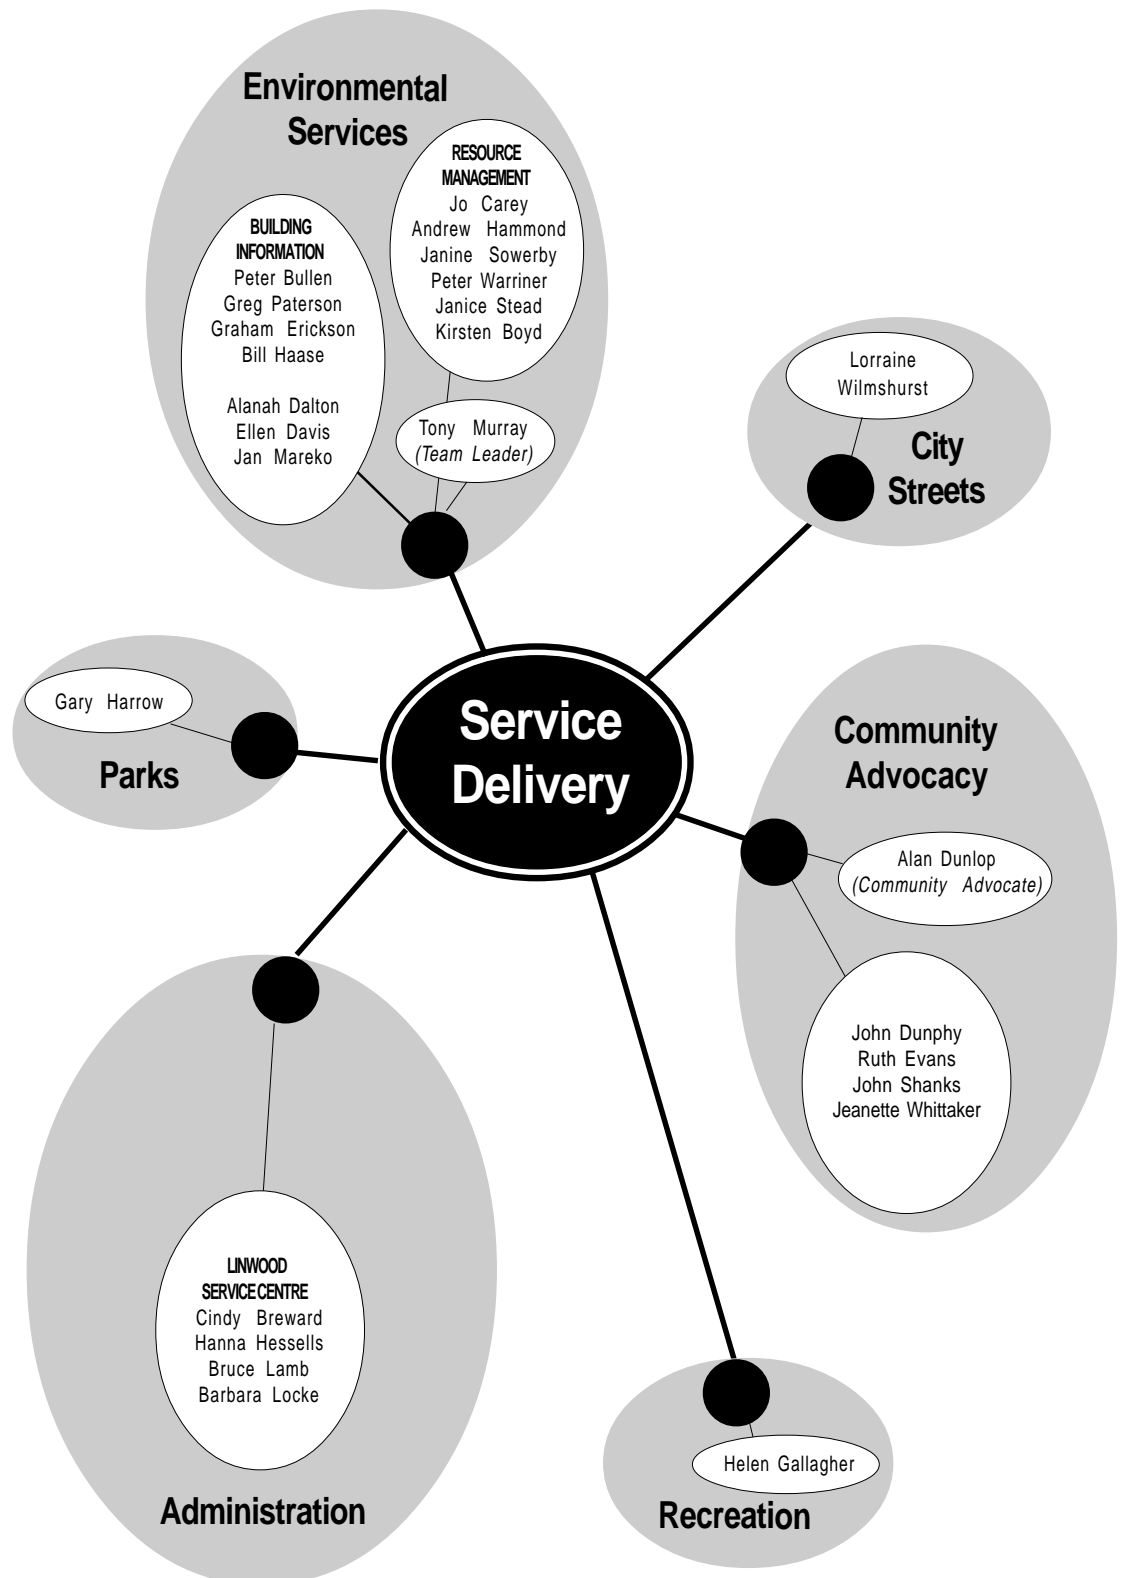 Environmental
Services
RESOURCE
MANAGEMENT
Jo Carey
Andrew Hammond
Janine Sowerby
Peter Warriner
Janice Stead
Kirsten Boyd
BUILDING
INFORMATION
Peter Bullen
Greg Paterson
Graham Erickson
Bill Haase
Alanah Dalton
Ellen Davis
Jan Mareko
Tony Murray
(Team Leader)
Lorraine
Wilmshurst
City
Streets
Gary Harrow
Parks
Service
Delivery
Community
Advocacy
Alan Dunlop
(Community Advocate)
John Dunphy
Ruth Evans
John Shanks
Jeanette Whittaker
LINWOOD
SERVICE CENTRE
Cindy Breward
Hanna Hessells
Bruce Lamb
Barbara Locke
Administration
Helen Gallagher
Recreation